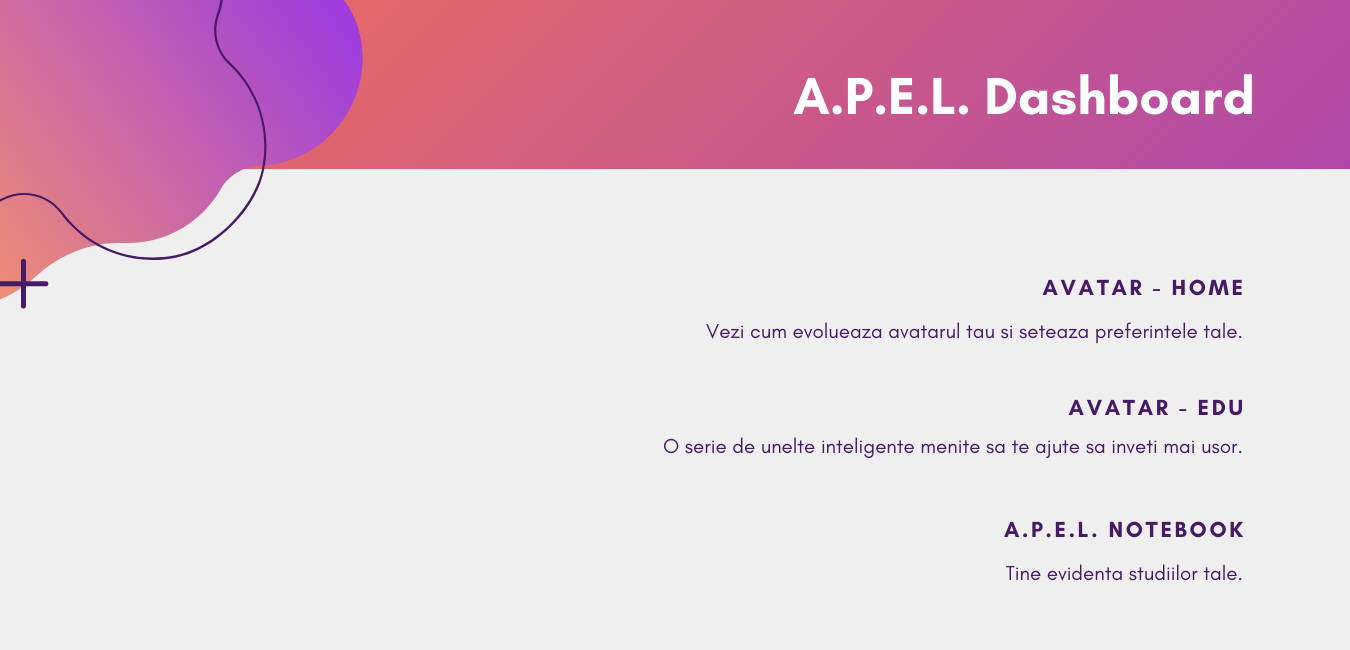 A.P.E.L. Dashboard
AVATAR - HOME
Vezi cum evolueaza avatarul tau si seteaza preferintele tale.
AVATAR - EDU
O serie de unelte inteligente menite sa te ajute sa inveti mai usor.
A.P.E.L. NOTEBOOK
Tine evidenta studiilor tale.